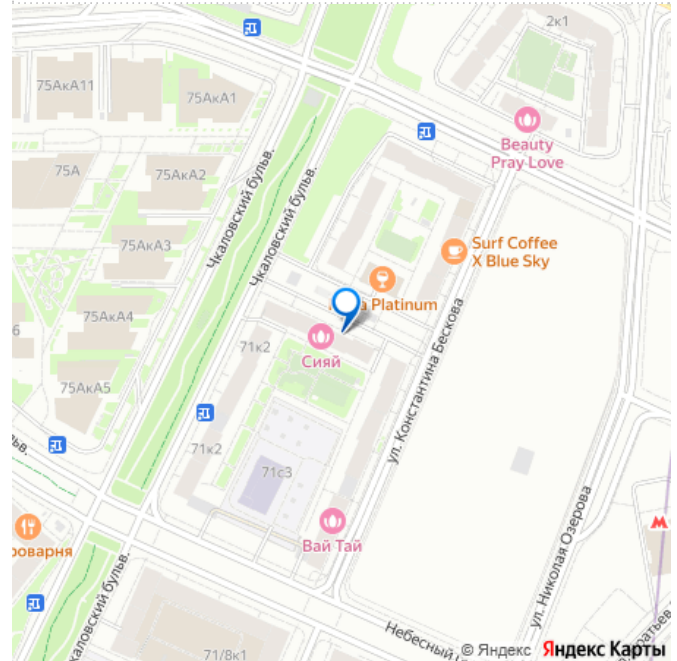 2к1
75АкА11
75АкА1
Beauty
Pray Love
75А
75АкА2
Чкаловский бульв.
Чкаловский бульв.
75АкА3
Surf Coffee
X Blue Sky
Platinum
75АкА4
71к2
Сияй
ул. Константина Бескова
75АкА5
71к2
71с3
Вай Тай
ул. Николая Озерова
71/8к1
Небесный
© Яндекс Яндекс Карты